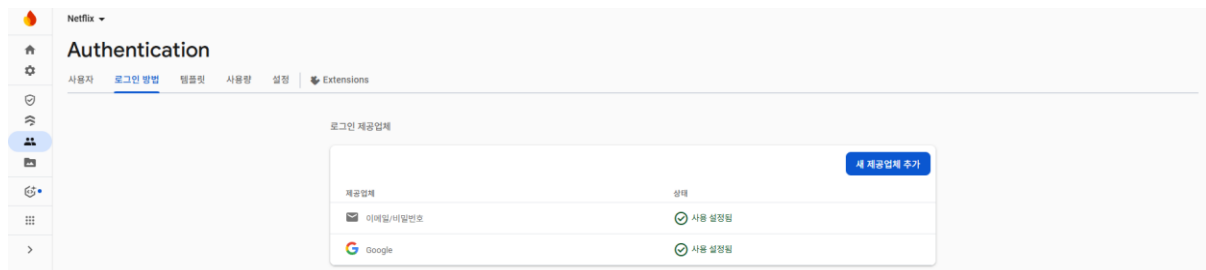 Netflix
Authentication
사용자 로그인 방법 템플릿 사용량 설정 Extensions
로그인 제공업체
새 제공업체 추가
제공업체 상태
이메일/비밀번호 사용 설정됨
Google 사용 설정됨